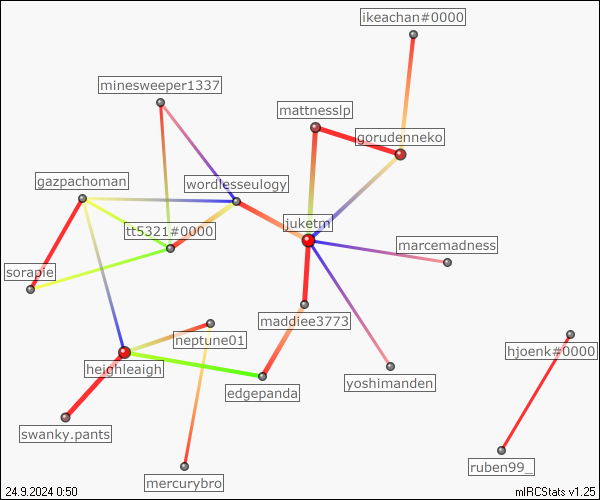 ikeachan#0000
minesweeper1337
mattnesslp
gorudenneko
gazpachoman
wordlesseulogy
juketm
tt5321#0000
marcemadness
sorapie
maddiee3773
neptune01
hjoenk#0000
heighleaigh
yoshimanden
edgepanda
swanky.pants
ruben99_
mercurybro
24.9.2024 0:50
mIRCStats v1.25